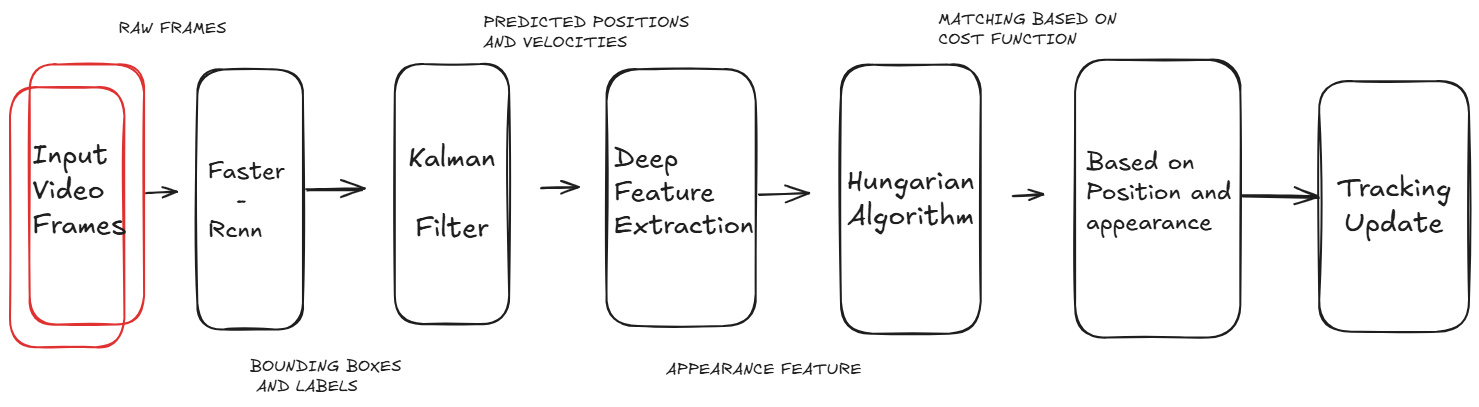 RAW FRAMES
PREDICTED POSITIONS
AND VELOCITIES
MATCHING BASED ON
COST FUNCTION
Input
Video
Frames
Faster
-
Rcnn
Kalman
Filter
Deep
Feature
Extraction
Hungarian
Algorithm
Based on
Position and
appearance
Tracking
Update
BOUNDING BOXES
AND LABELS
APPEARANCE FEATURE